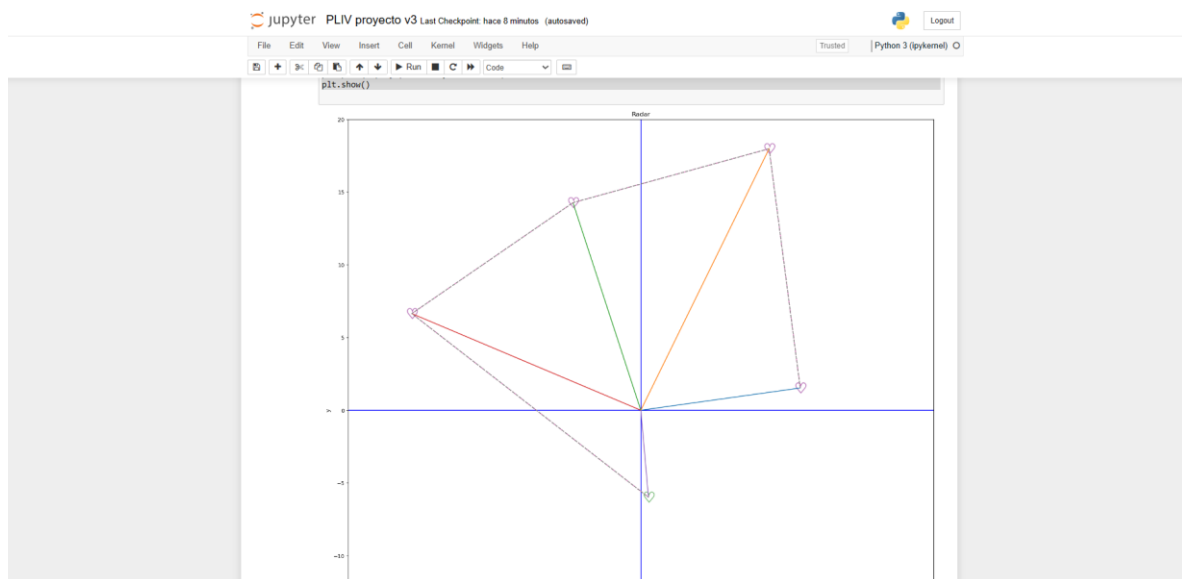 jupyter PLIV proyecto v3 Last Checkpoint: hace 8 minutos (autosaved)
Logout
File Edit View Insert Cell Kernel Widgets Help
Trusted
Python 3 (ipykernel)
Run
Code
plt.show()
Radar
20
15
10
5
y
0
−5
−10